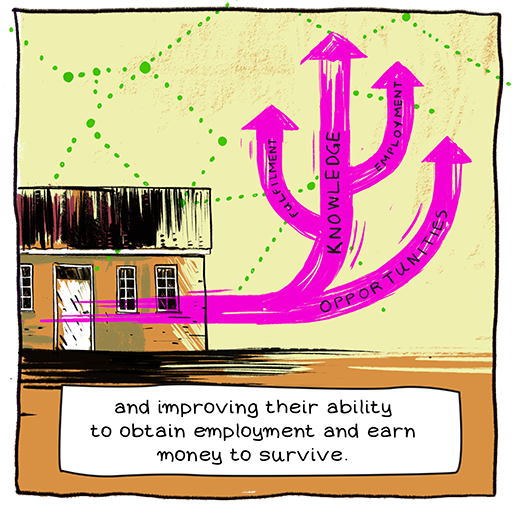 FULFILMENT
KNOWLEDGE
EMPLOYMENT
OPPORTUNITIES
and improving their ability
to obtain employment and earn
money to survive.